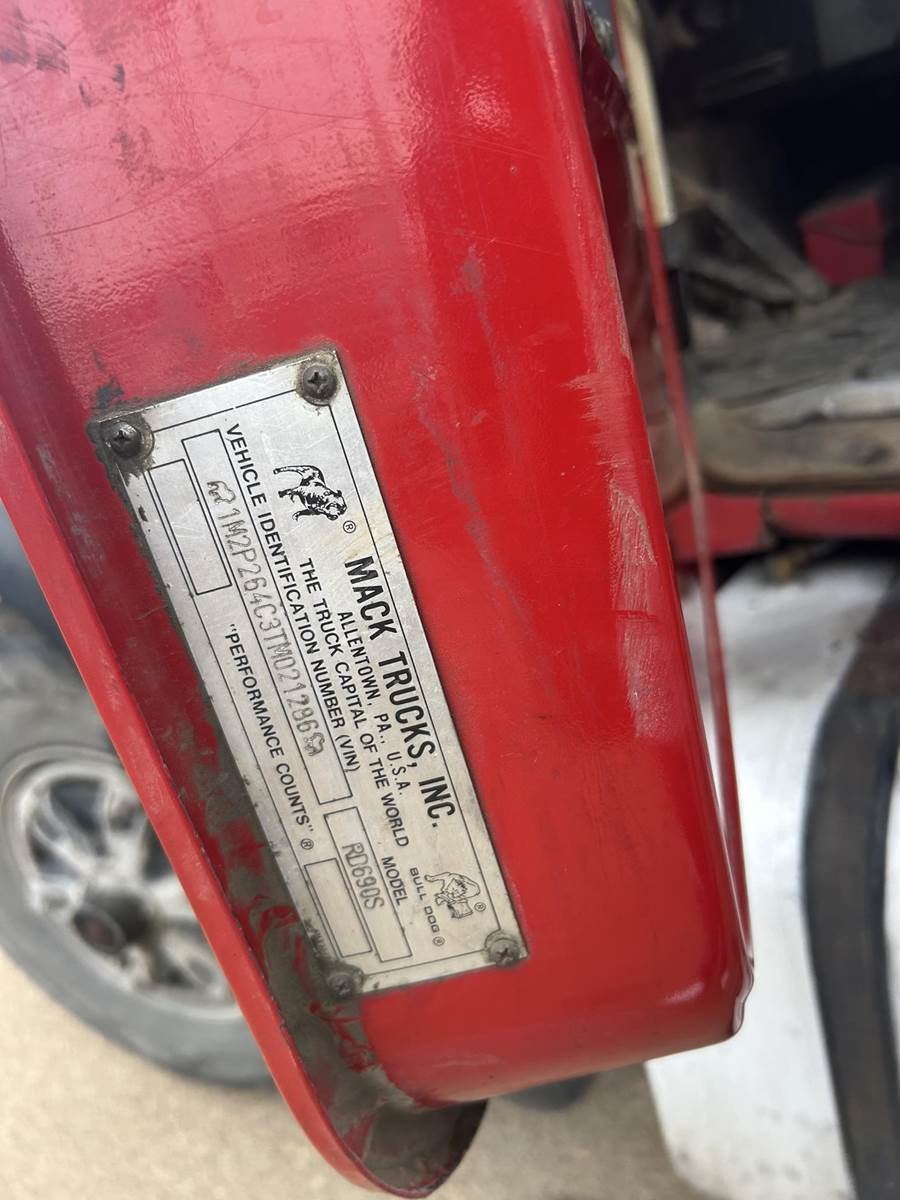 ® MACK TRUCKS, INC.
ALLENTOWN, PA., U.S.A.
THE TRUCK CAPITAL OF THE WORLD
BULL DOG®
VEHICLE IDENTIFICATION NUMBER (VIN)
MODEL
1M2P264C3TM021286
RD690S
"PERFORMANCE COUNTS"®